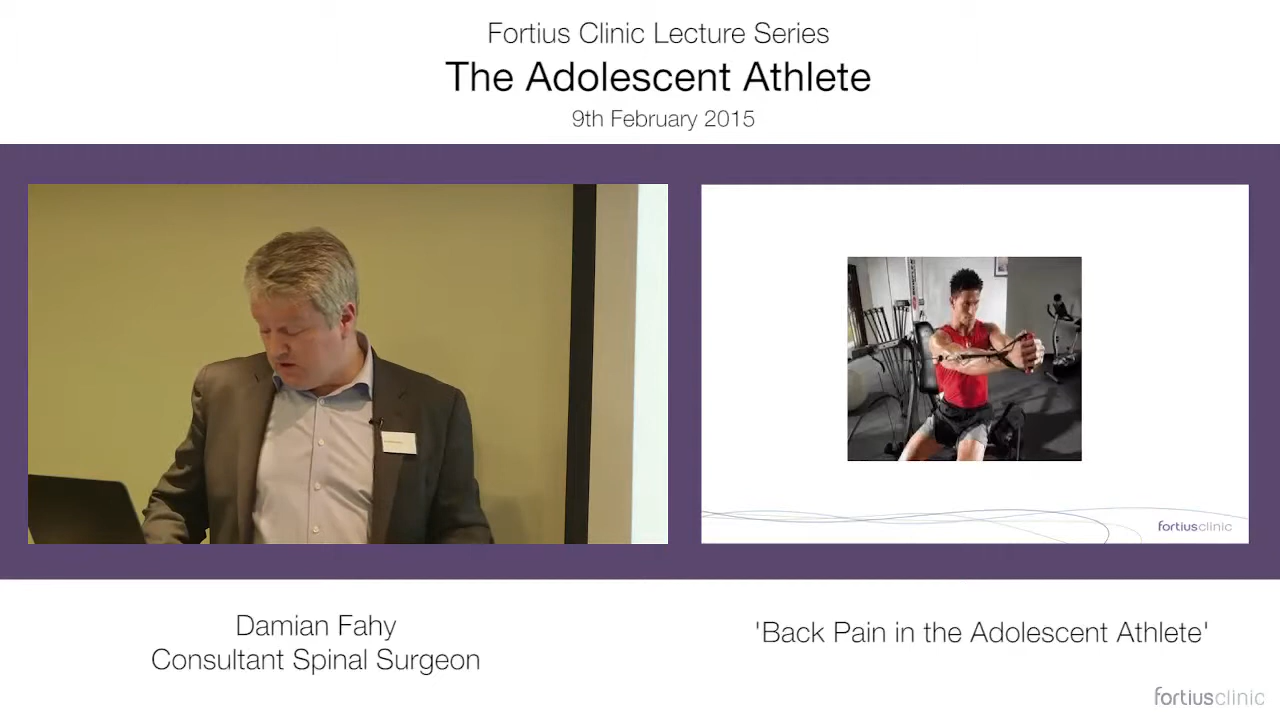 Fortius Clinic Lecture Series
The Adolescent Athlete
9th February 2015
fortiusclinic
Damian Fahy
Consultant Spinal Surgeon
'Back Pain in the Adolescent Athlete'
fortiusclinic